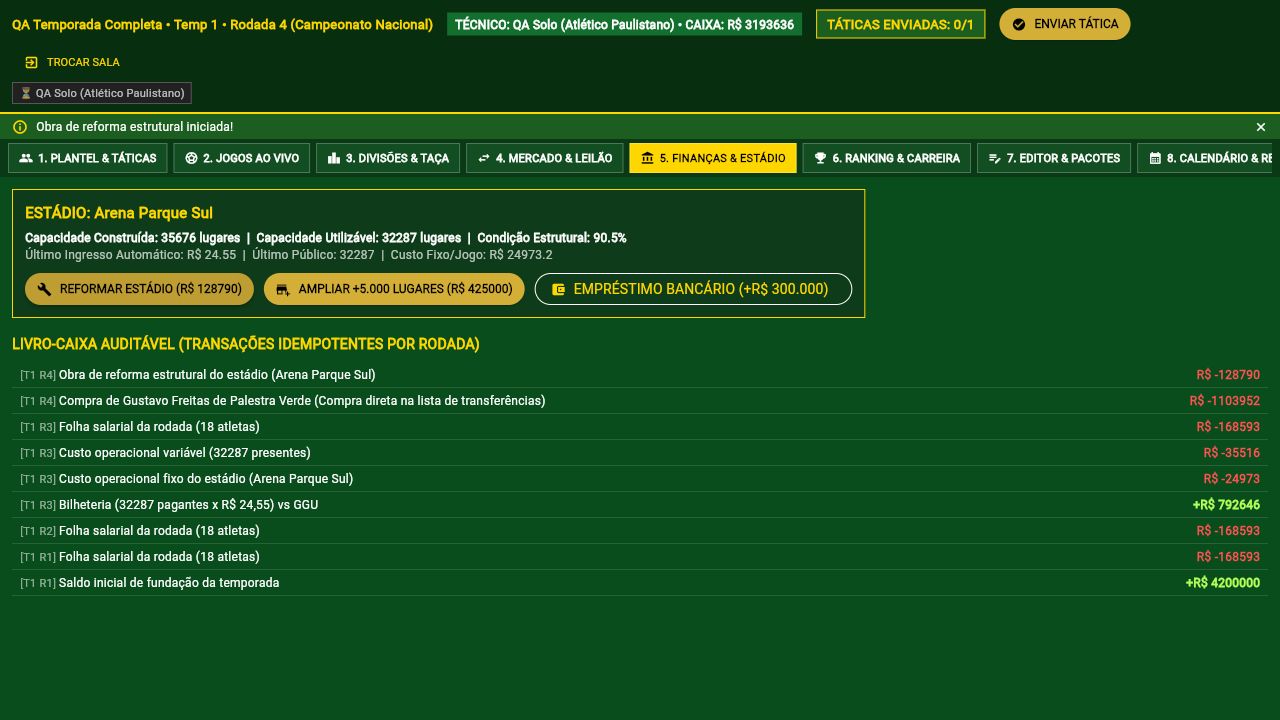 QA Temporada Completa • Temp 1 • Rodada 4 (Campeonato Nacional)
TÉCNICO: QA Solo (Atlético Paulistano) • CAIXA: R$ 3193636
TÁTICAS ENVIADAS: 0/1
ENVIAR TÁTICA
TROCAR SALA
⏳ QA Solo (Atlético Paulistano)
Obra de reforma estrutural iniciada!
1. PLANTEL & TÁTICAS
2. JOGOS AO VIVO
3. DIVISÕES & TAÇA
4. MERCADO & LEILÃO
5. FINANÇAS & ESTÁDIO
6. RANKING & CARREIRA
7. EDITOR & PACOTES
8. CALENDÁRIO & RE
ESTÁDIO: Arena Parque Sul
Capacidade Construída: 35676 lugares | Capacidade Utilizável: 32287 lugares | Condição Estrutural: 90.5%
Último Ingresso Automático: R$ 24.55 | Último Público: 32287 | Custo Fixo/Jogo: R$ 24973.2
REFORMAR ESTÁDIO (R$ 128790)
AMPLIAR +5.000 LUGARES (R$ 425000)
EMPRÉSTIMO BANCÁRIO (+R$ 300.000)
LIVRO-CAIXA AUDITÁVEL (TRANSAÇÕES IDEMPOTENTES POR RODADA)
[T1 R4] Obra de reforma estrutural do estádio (Arena Parque Sul) R$ -128790
[T1 R4] Compra de Gustavo Freitas de Palestra Verde (Compra direta na lista de transferências) R$ -1103952
[T1 R3] Folha salarial da rodada (18 atletas) R$ -168593
[T1 R3] Custo operacional variável (32287 presentes) R$ -35516
[T1 R3] Custo operacional fixo do estádio (Arena Parque Sul) R$ -24973
[T1 R3] Bilheteria (32287 pagantes x R$ 24,55) vs GGU +R$ 792646
[T1 R2] Folha salarial da rodada (18 atletas) R$ -168593
[T1 R1] Folha salarial da rodada (18 atletas) R$ -168593
[T1 R1] Saldo inicial de fundação da temporada +R$ 4200000